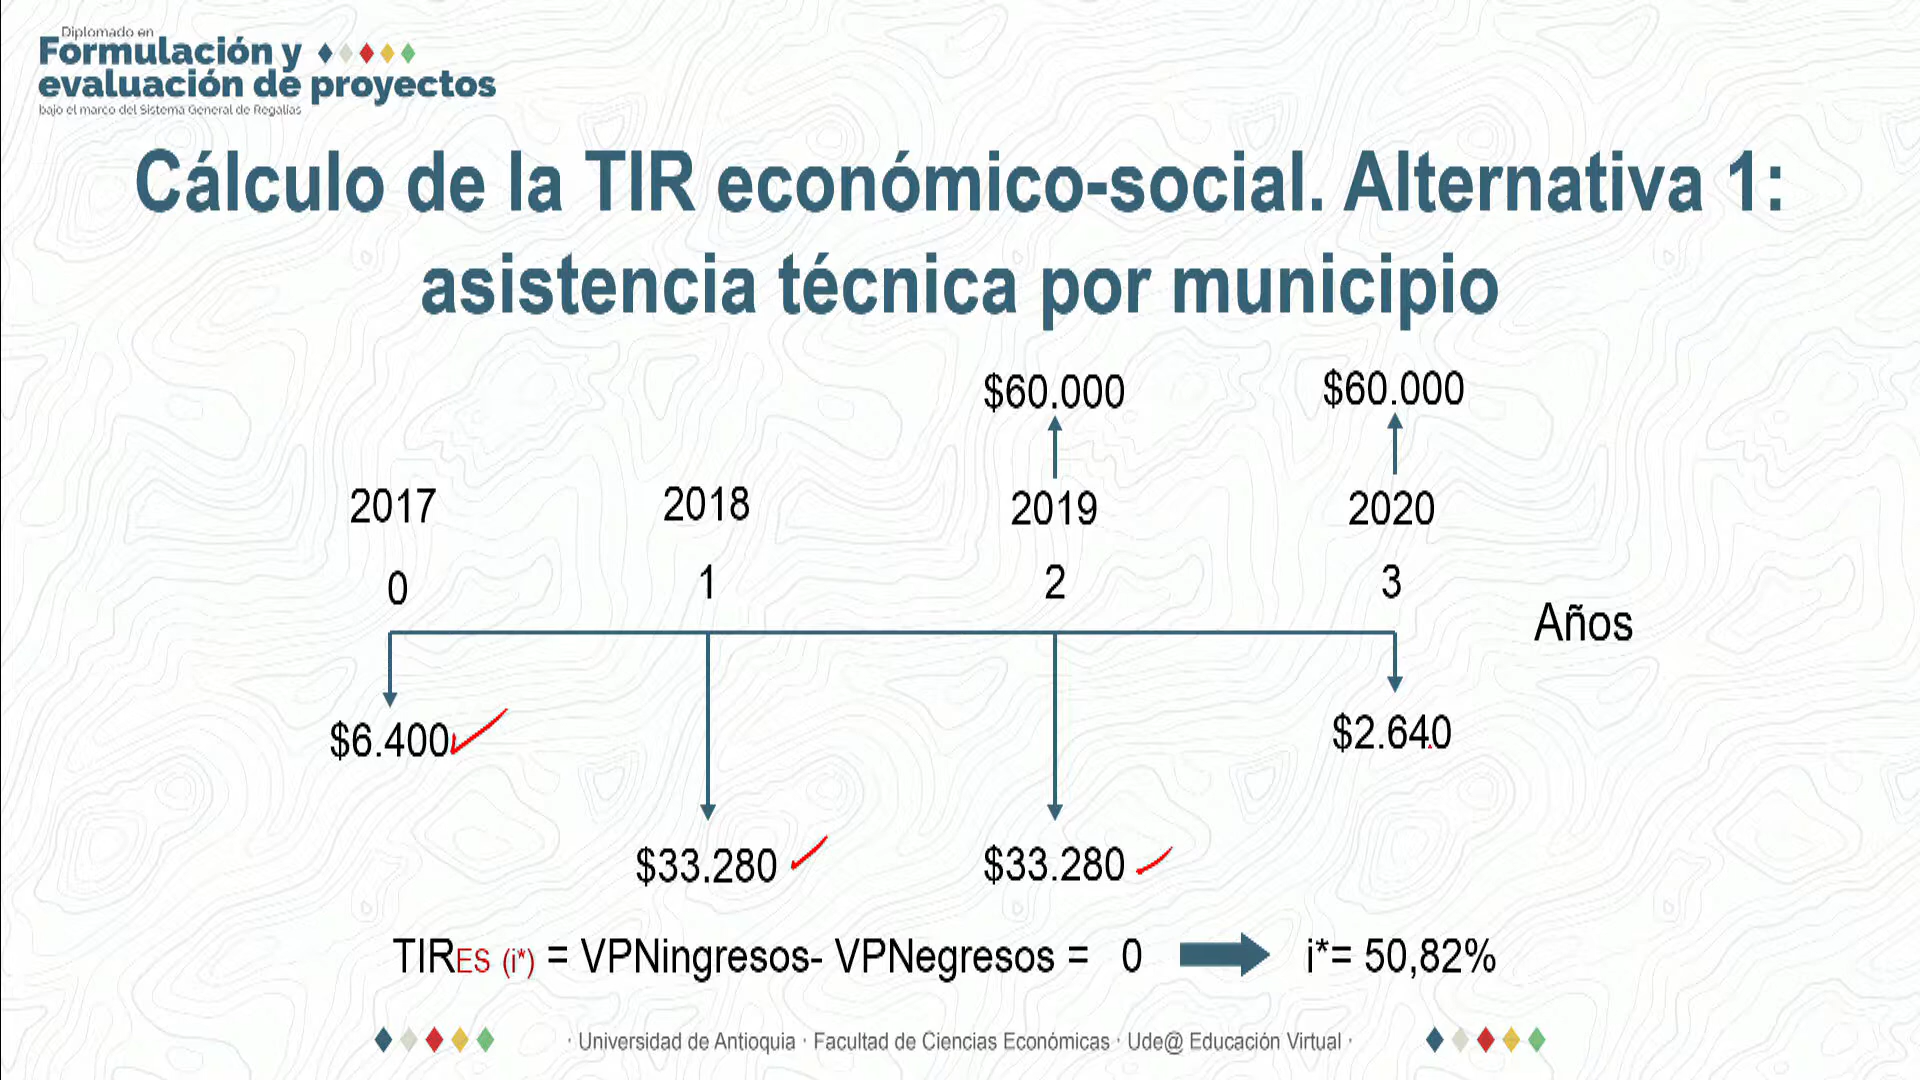 Diplomado en
Formulación y
evaluación de proyectos
bajo el marco del Sistema General de Regalías
Cálculo de la TIR económico-social. Alternativa 1:
asistencia técnica por municipio
$60.000 $60.000
2017 2018 2019 2020
0 1 2 3
Años
$6.400 $2.640
$33.280 $33.280
TIRES (i*) = VPNingresos- VPNegresos = 0 i*= 50,82%
· Universidad de Antioquia · Facultad de Ciencias Económicas · Ude@ Educación Virtual ·